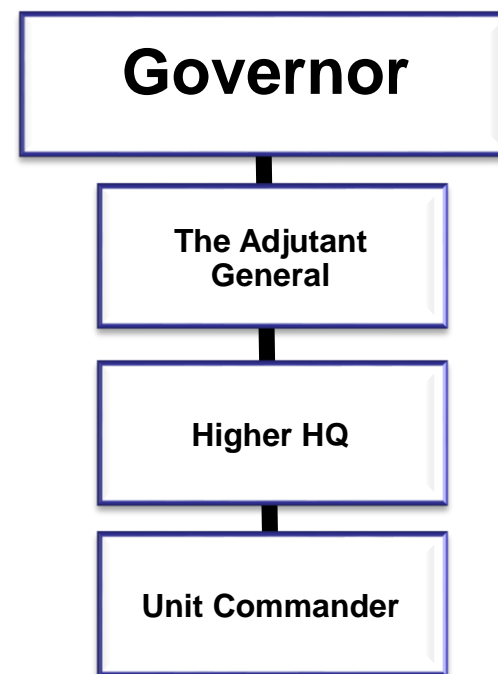 Governor
The Adjutant
General
Higher HQ
Unit Commander